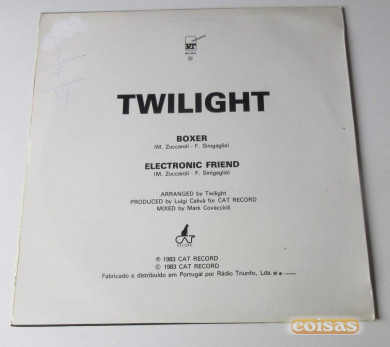 TWILIGHT
BOXER
(M. Zuccaroli - F. Sinigaglia)
ELECTRONIC FRIEND
(M. Zuccaroli - F. Sinigaglia)
ARRANGED by Twilight
PRODUCED by Luigi Calivà for CAT RECORD
MIXED by Mark Covaccioli
CAT
RECORD
℗ 1983 CAT RECORD
© 1983 CAT RECORD
Fabricado e distribuído em Portugal por Rádio Triunfo, Lda.
coisas